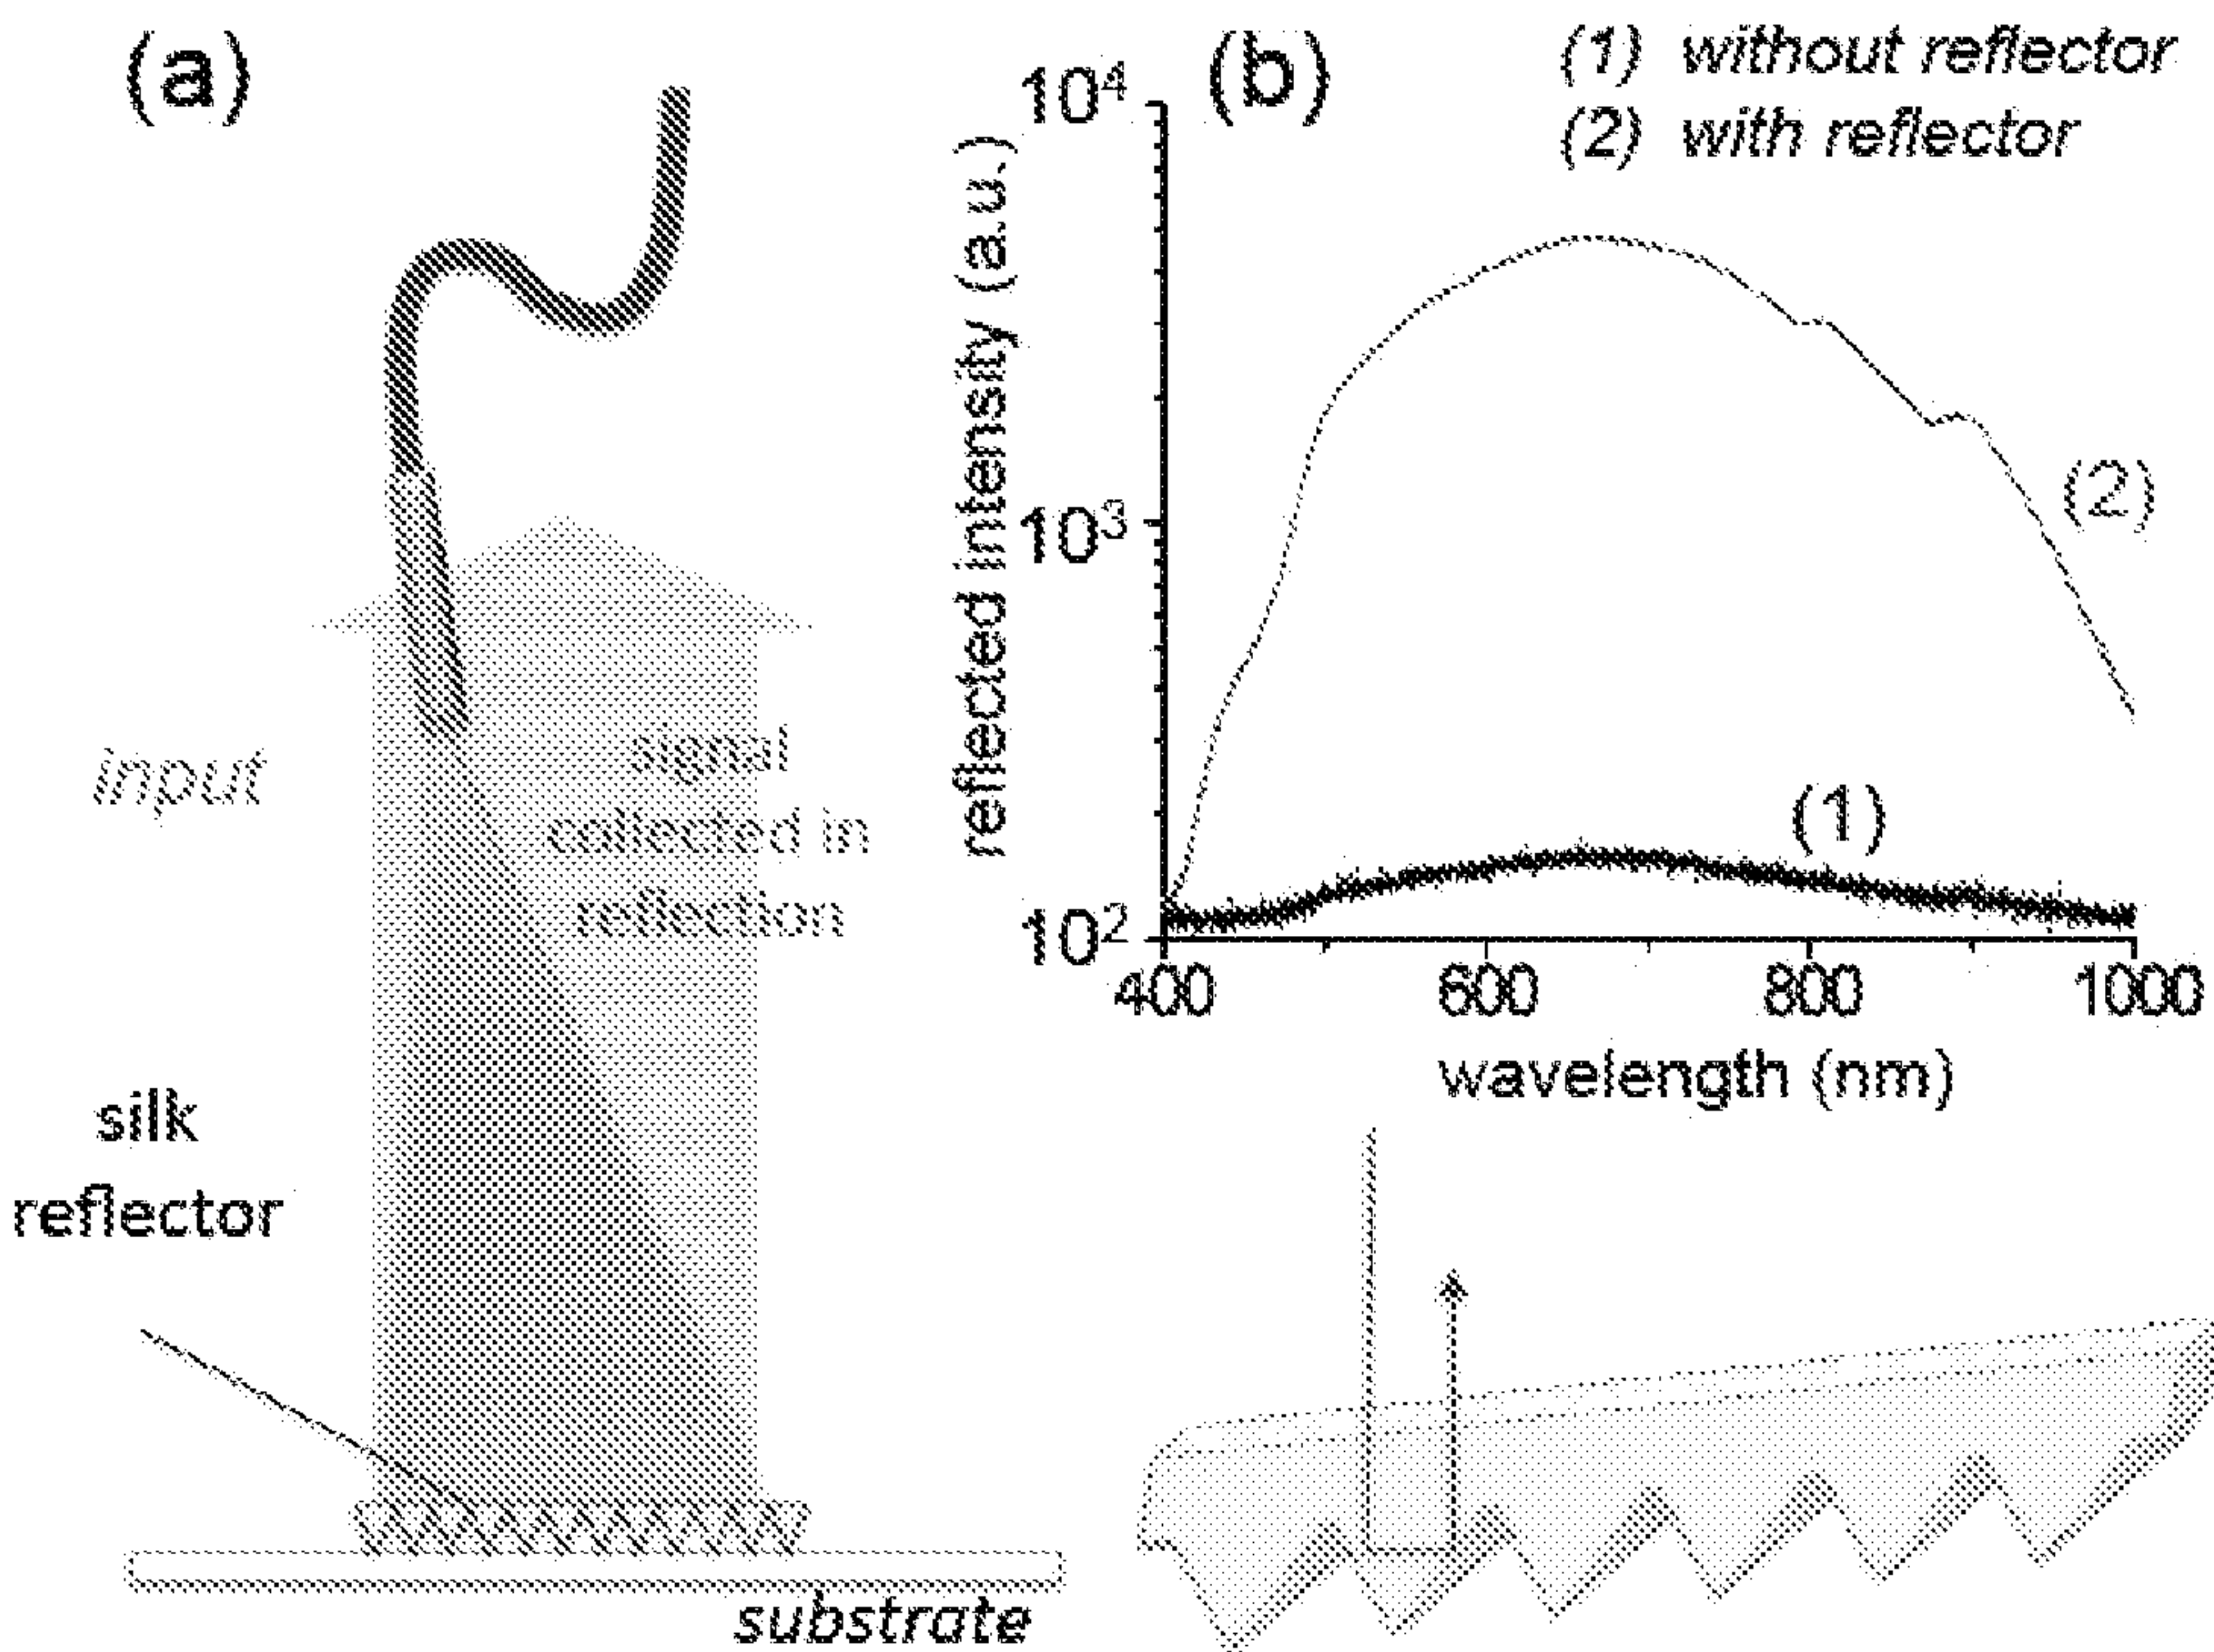 (a)
input
signal
collected in
reflection
silk
reflector
substrate
(b)
(1) without reflector
(2) with reflector
reflected intensity (a.u.)
10⁴
10³
10²
(2)
(1)
400 600 800 1000
wavelength (nm)